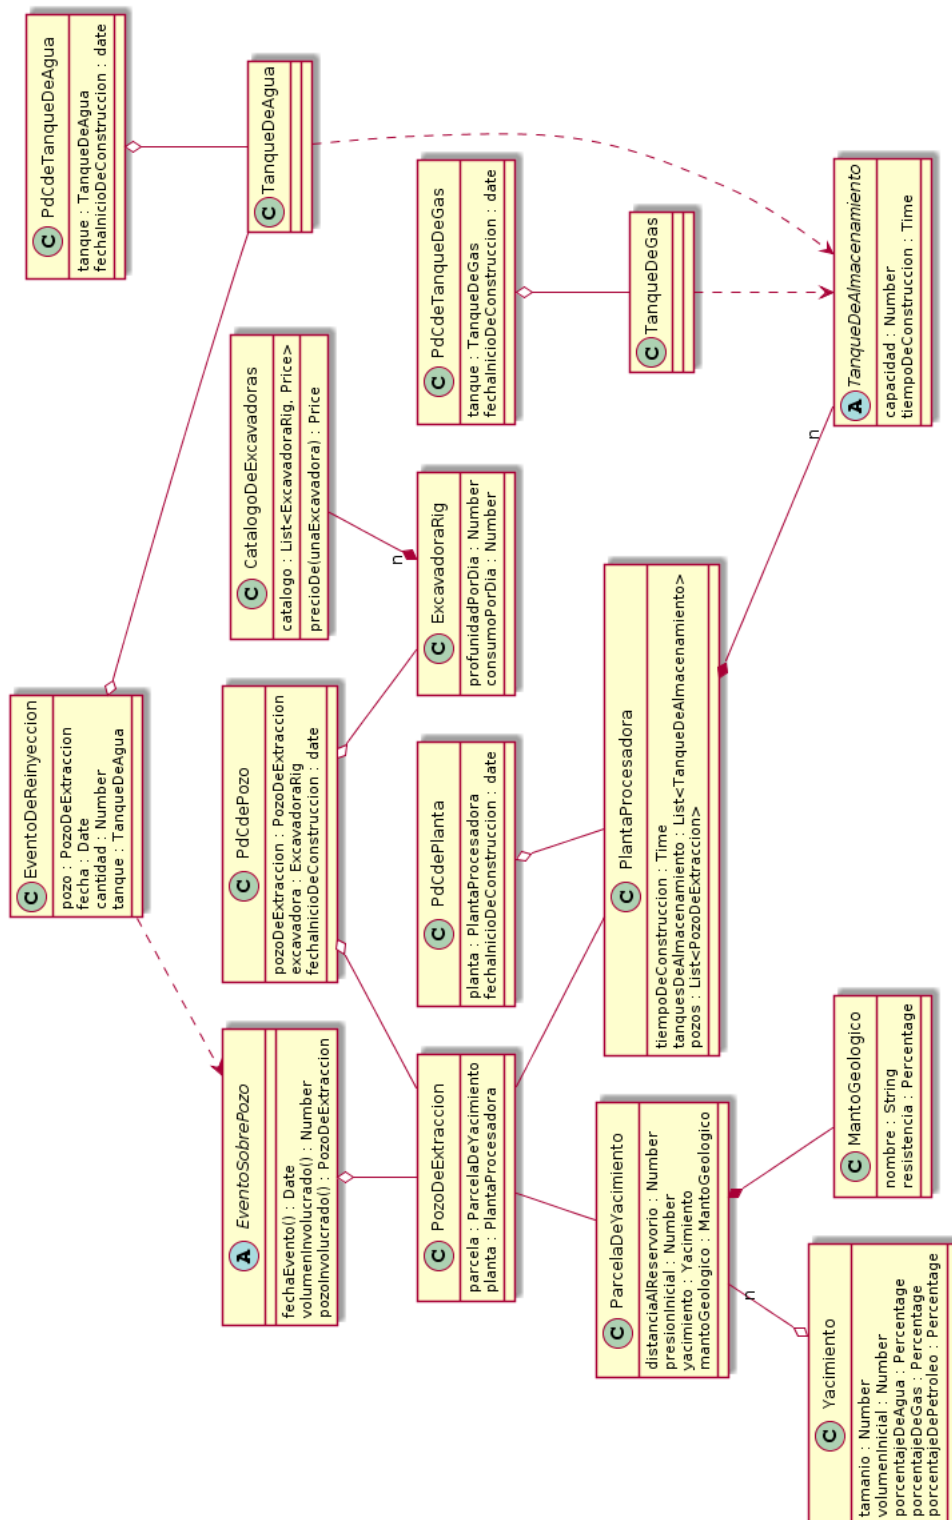 C PdCdeTanqueDeAgua
tanque : TanqueDeAgua
fechaInicioDeConstruccion : date
C TanqueDeAgua
C PdCdeTanqueDeGas
tanque : TanqueDeGas
fechaInicioDeConstruccion : date
C TanqueDeGas
A TanqueDeAlmacenamiento
capacidad : Number
tiempoDeConstruccion : Time
n
C CatalogoDeExcavadoras
catalogo : List<ExcavadoraRig, Price>
precioDe(unaExcavadora) : Price
n
C ExcavadoraRig
profunidadPorDia : Number
consumoPorDia : Number
C EventoDeReinyeccion
pozo : PozoDeExtraccion
fecha : Date
cantidad : Number
tanque : TanqueDeAgua
C PdCdePozo
pozoDeExtraccion : PozoDeExtraccion
excavadora : ExcavadoraRig
fechaInicioDeConstruccion : date
C PdCdePlanta
planta : PlantaProcesadora
fechaInicioDeConstruccion : date
C PlantaProcesadora
tiempoDeConstruccion : Time
tanquesDeAlmacenamiento : List<TanqueDeAlmacenamiento>
pozos : List<PozoDeExtraccion>
A EventoSobrePozo
fechaEvento() : Date
volumenInvolucrado() : Number
pozoInvolucrado() : PozoDeExtraccion
C PozoDeExtraccion
parcela : ParcelaDeYacimiento
planta : PlantaProcesadora
C ParcelaDeYacimiento
distanciaAlReservorio : Number
presionInicial : Number
yacimiento : Yacimiento
mantoGeologico : MantoGeologico
n
C MantoGeologico
nombre : String
resistencia : Percentage
C Yacimiento
tamanio : Number
volumenInicial : Number
porcentajeDeAgua : Percentage
porcentajeDeGas : Percentage
porcentajeDePetroleo : Percentage